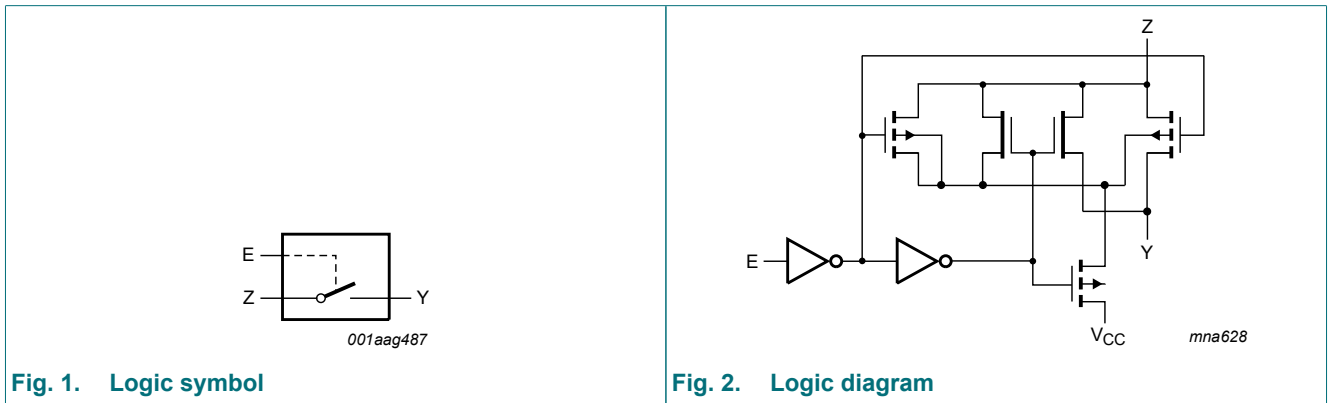 E
Z
Y
001aag487
Fig. 1. Logic symbol
Z
E
Y
VCC
mna628
Fig. 2. Logic diagram